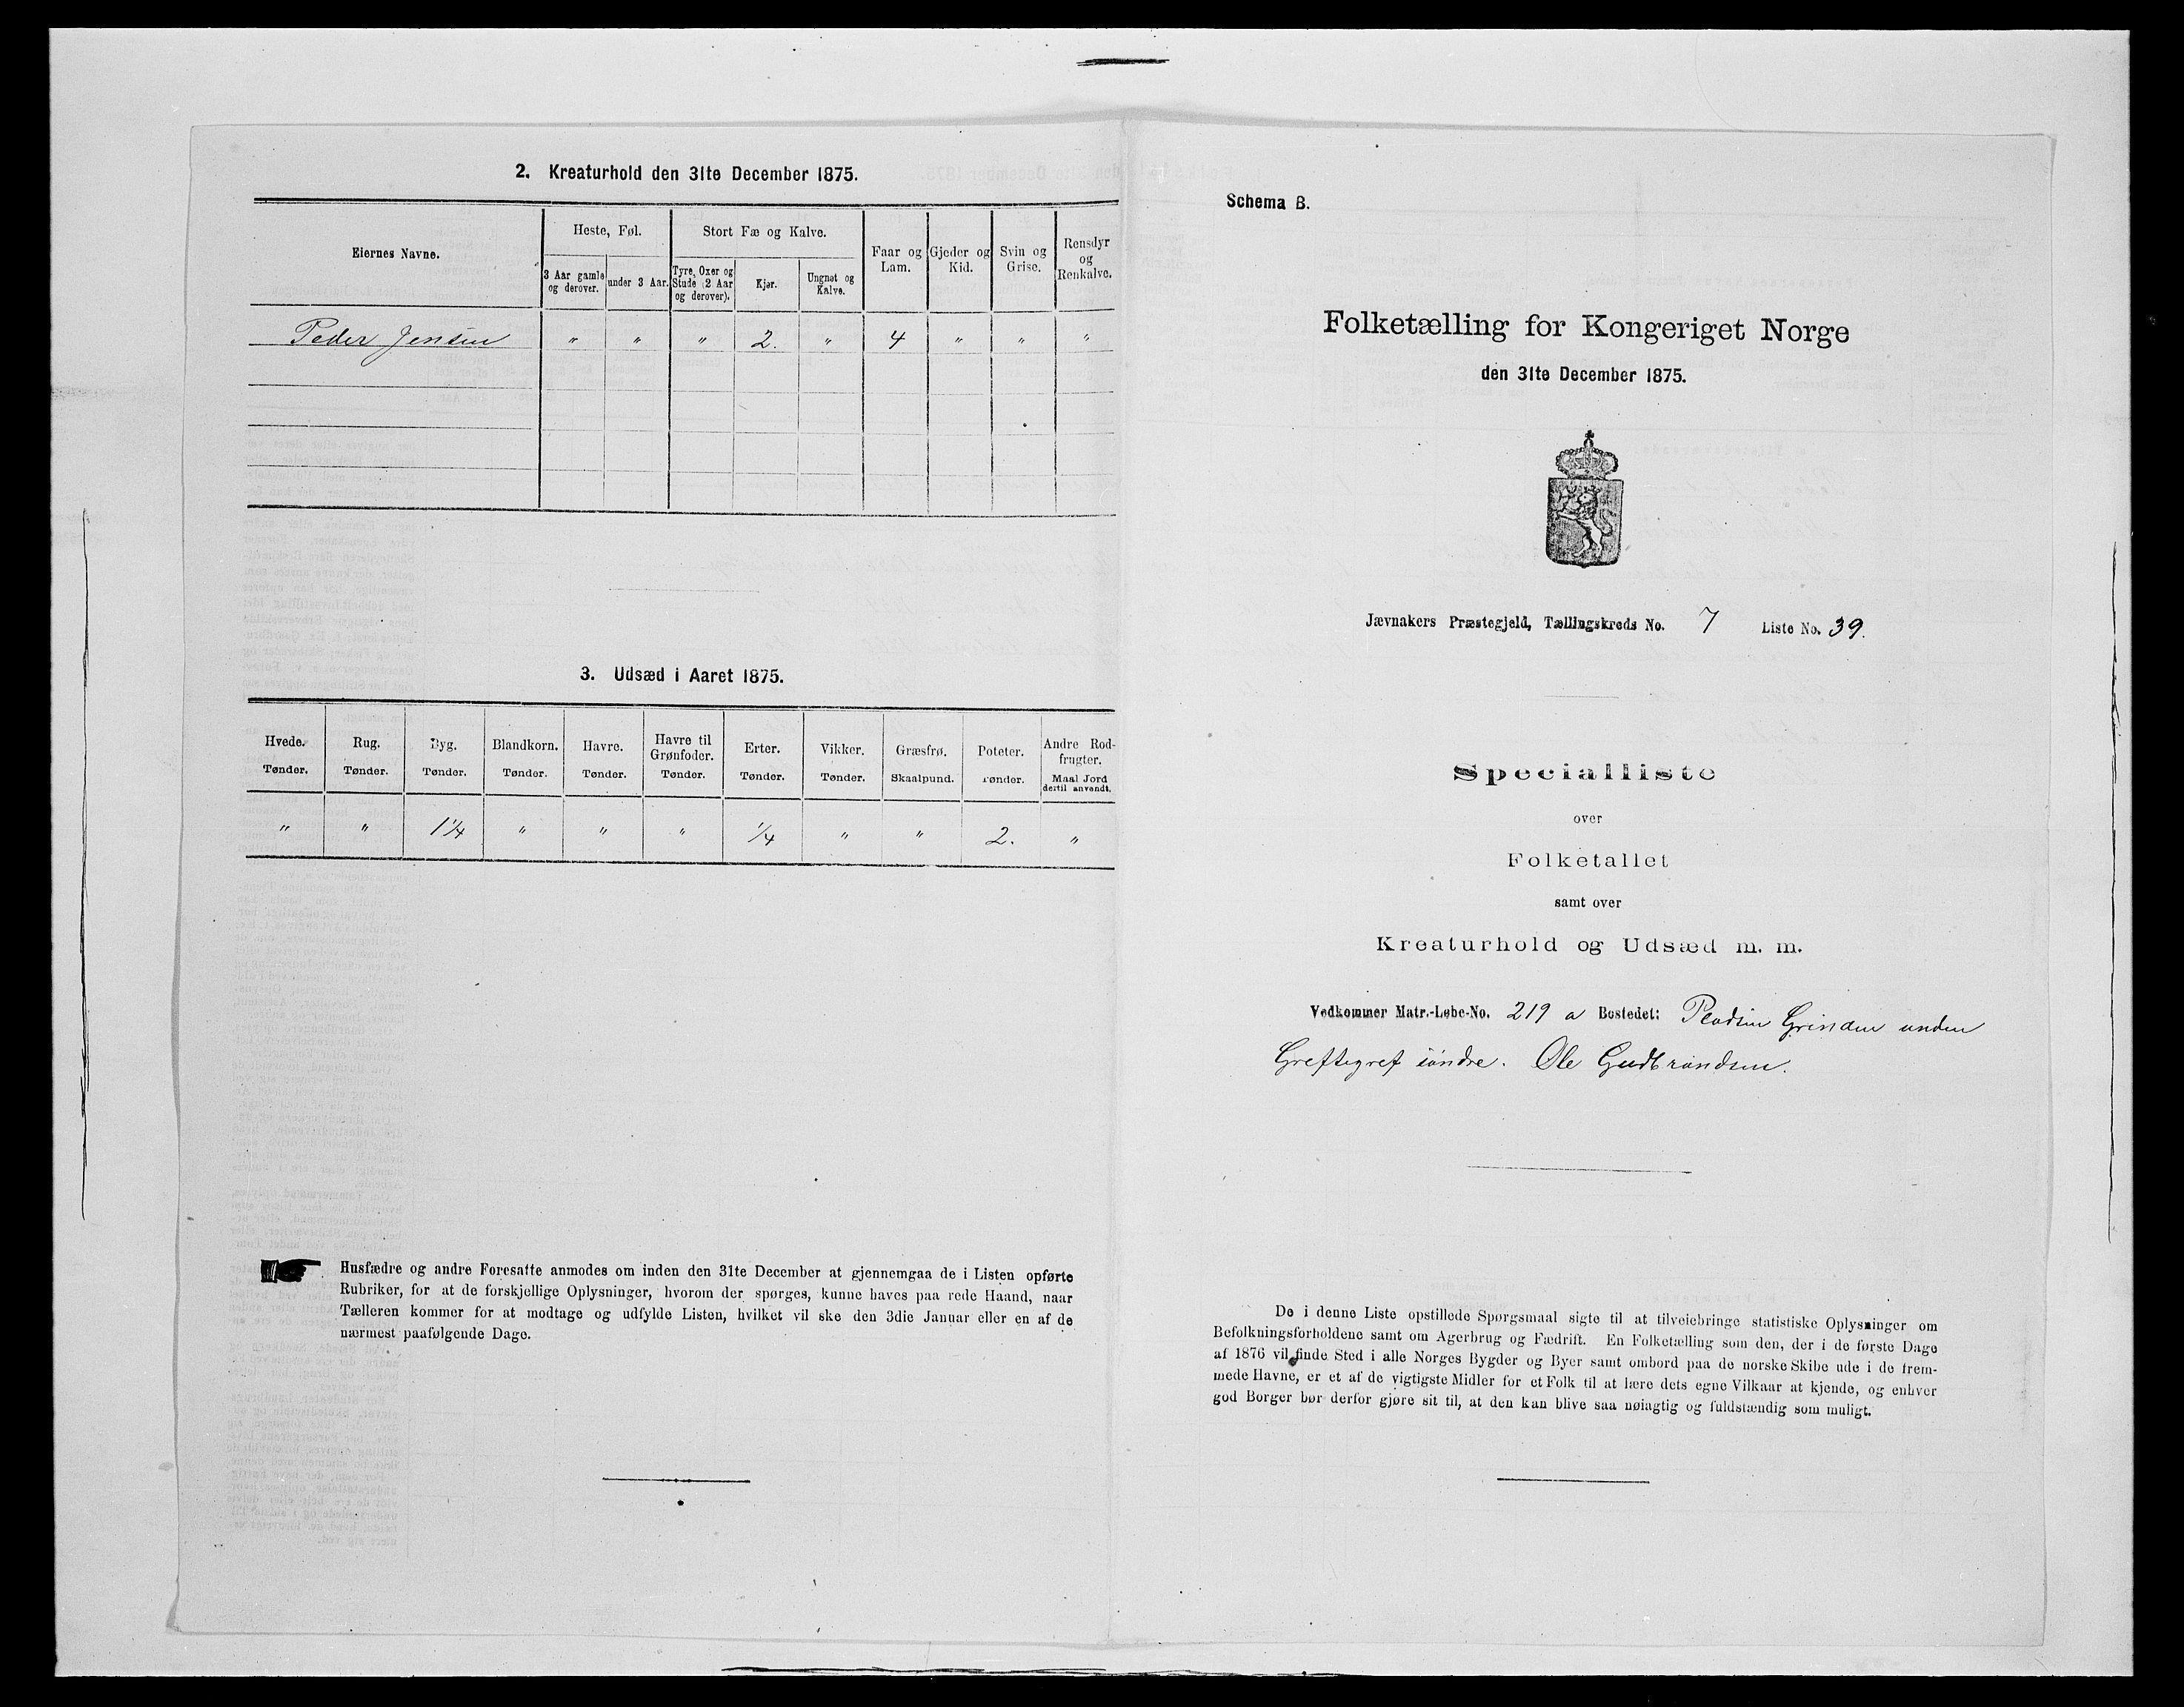 2. Kreaturhold den 31te December 1875.
Eiernes Navne.
Heste, Føl.
Stort Fæ og Kalve.
Faar og Lam.
Gjeder og Kid.
Svin og Grise.
Rensdyr og Renkalve.
3 Aar gamle og derover.
under 3 Aar.
Tyre, Oxer og Stude (2 Aar og derover).
Kjør.
Ungnøt og Kalve.
Peder Jensen " " " 2. " 4 " " "
3. Udsæd i Aaret 1875.
Hvede. Rug. Byg. Blandkorn. Havre. Havre til Grønfoder. Erter. Vikker. Græsfrø. Poteter. Andre Rodfrugter.
Tønder. Tønder. Tønder. Tønder. Tønder. Tønder. Tønder. Tønder. Skaalpund. Tønder. Maal Jord dertil anvendt.
" " 1¼ " " " ¼ " " 2. "
Husfædre og andre Foresatte anmodes om inden den 31te December at gjennemgaa de i Listen opførte
Rubriker, for at de forskjellige Oplysninger, hvorom der spørges, kunne haves paa rede Haand, naar
Tælleren kommer for at modtage og udfylde Listen, hvilket vil ske den 3die Januar eller en af de
nærmest paafølgende Dage.
Schema B.
Folketælling for Kongeriget Norge
den 31te December 1875.
Jævnakers Præstegjeld, Tællingskreds No. 7 Liste No. 39.
Specialliste
over
Folketallet
samt over
Kreaturhold og Udsæd m. m.
Vedkommer Matr.-Løbe-No. 219 a Bostedet: Pladsen Grinden under
Greftegref søndre. Ole Gudbrandsen.
De i denne Liste opstillede Spørgsmaal sigte til at tilveiebringe statistiske Oplysninger om
Befolkningsforholdene samt om Agerbrug og Fædrift. En Folketælling som den, der i de første Dage
af 1876 vil finde Sted i alle Norges Bygder og Byer samt ombord paa de norske Skibe ude i de frem-
mede Havne, er et af de vigtigste Midler for et Folk til at lære dets egne Vilkaar at kjende, og enhver
god Borger bør derfor gjøre sit til, at den kan blive saa nøiagtig og fuldstændig som muligt.